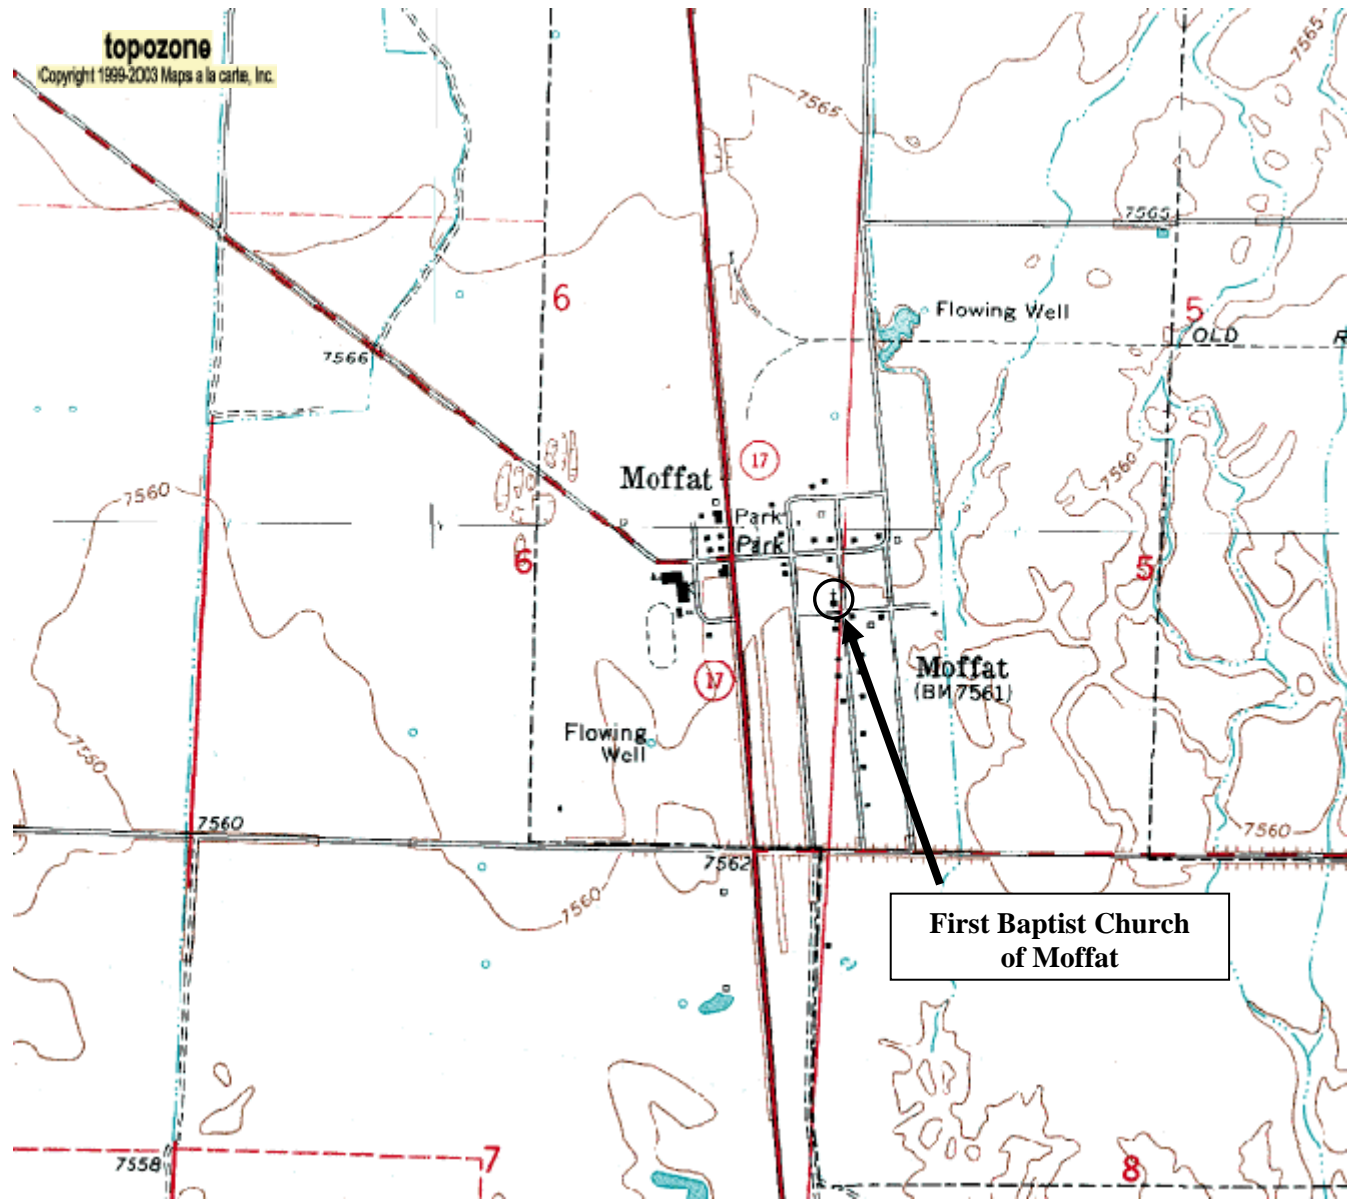 topozone
Copyright 1999-2003 Maps a la carte, Inc.
7565
7565
7565
6
Flowing Well
5
OLD
R
7566
17
Moffat
7560
7560
Park
Park
6
5
Moffat
(BM 7561)
17
Flowing
Well
7550
7560
7560
7562
7560
First Baptist Church
of Moffat
7558
7
8